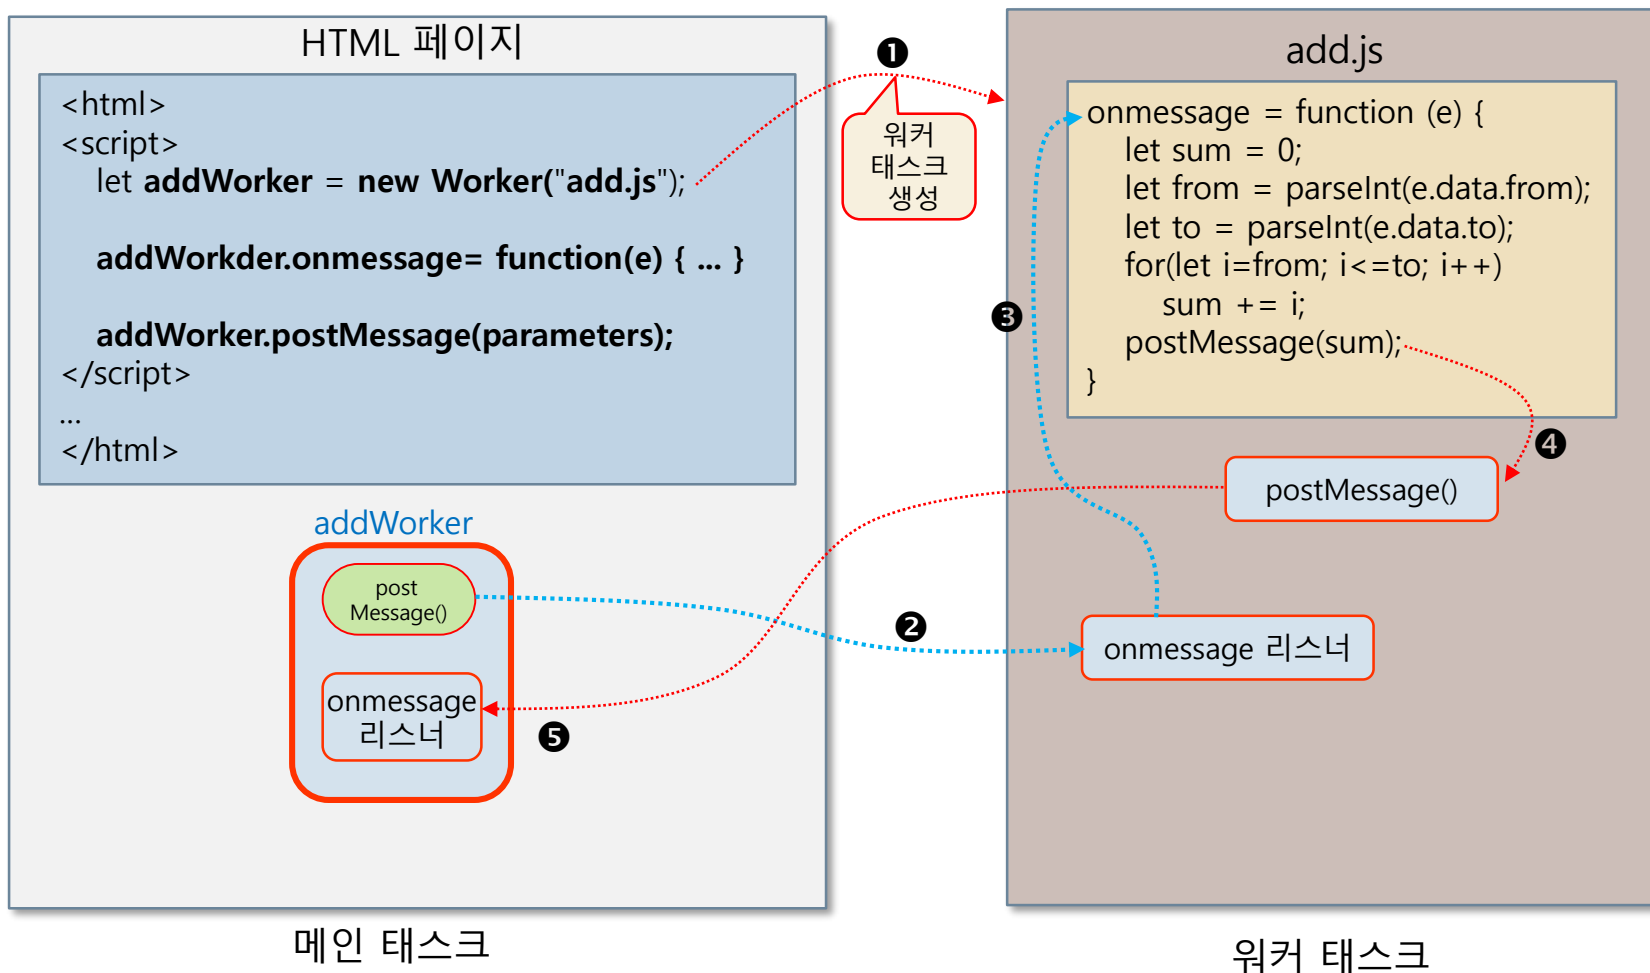 HTML 페이지
<html>
<script>
let addWorker = new Worker("add.js");
addWorkder.onmessage= function(e) { ... }
addWorker.postMessage(parameters);
</script>
...
</html>
addWorker
post
Message()
onmessage
리스너
메인 태스크
❶
워커
태스크
생성
❷
❸
❹
❺
add.js
onmessage = function (e) {
let sum = 0;
let from = parseInt(e.data.from);
let to = parseInt(e.data.to);
for(let i=from; i<=to; i++)
sum += i;
postMessage(sum);
}
postMessage()
onmessage 리스너
워커 태스크